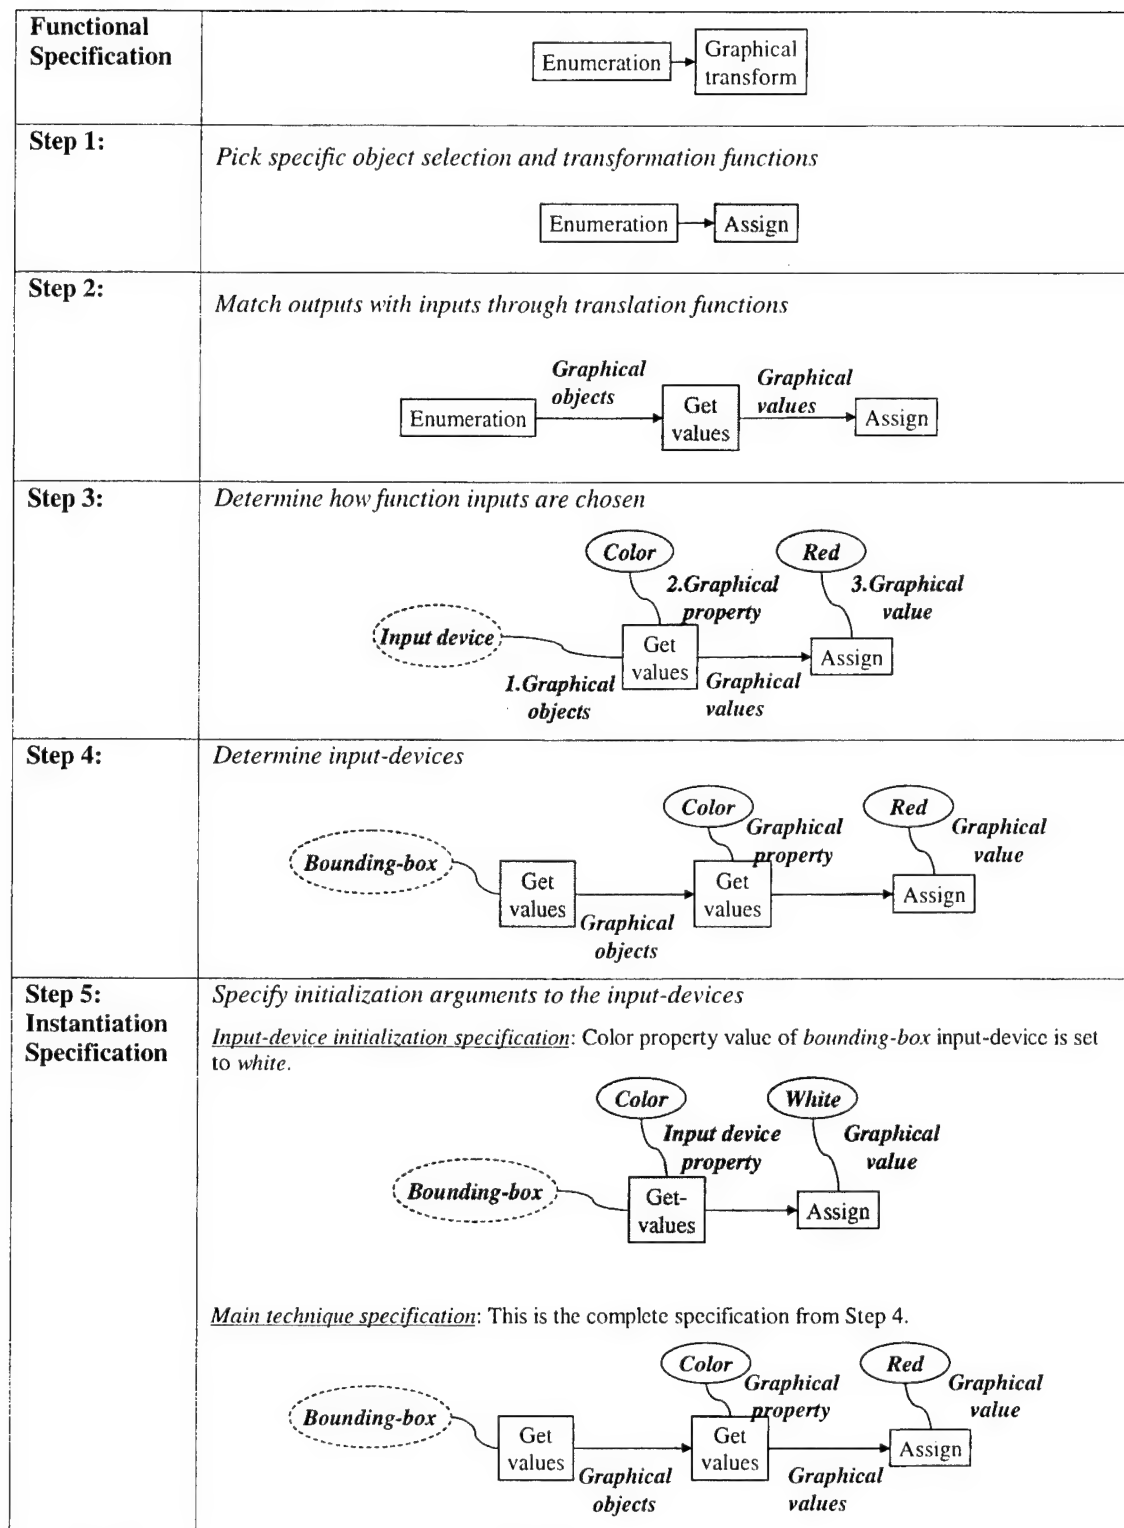 Functional
Specification
Enumeration
Graphical
transform
Step 1:
Pick specific object selection and transformation functions
Enumeration
Assign
Step 2:
Match outputs with inputs through translation functions
Graphical
objects
Graphical
values
Enumeration
Get
values
Assign
Step 3:
Determine how function inputs are chosen
Color
Red
2.Graphical
property
3.Graphical
value
Input device
Get
values
Assign
1.Graphical
objects
Graphical
values
Step 4:
Determine input-devices
Color
Red
Graphical
property
Graphical
value
Bounding-box
Get
values
Get
values
Assign
Graphical
objects
Step 5:
Instantiation
Specification
Specify initialization arguments to the input-devices
Input-device initialization specification: Color property value of bounding-box input-device is set
to white.
Color
White
Input device
property
Graphical
value
Bounding-box
Get-
values
Assign
Main technique specification: This is the complete specification from Step 4.
Color
Red
Graphical
property
Graphical
value
Bounding-box
Get
values
Get
values
Assign
Graphical
objects
Graphical
values